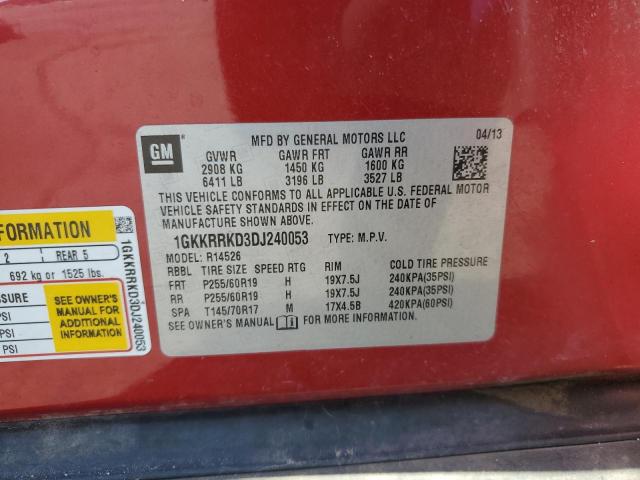 GM
MFD BY GENERAL MOTORS LLC
04/13
GVWR GAWR FRT GAWR RR
2908 KG 1450 KG 1600 KG
6411 LB 3196 LB 3527 LB
THIS VEHICLE CONFORMS TO ALL APPLICABLE U.S. FEDERAL MOTOR
VEHICLE SAFETY STANDARDS IN EFFECT ON THE DATE OF
MANUFACTURE SHOWN ABOVE.
1GKKRRKD3DJ240053 TYPE: M.P.V.
MODEL: R14526
RBBL TIRE SIZE SPEED RTG RIM COLD TIRE PRESSURE
FRT P255/60R19 H 19X7.5J 240KPA(35PSI)
RR P255/60R19 H 19X7.5J 240KPA(35PSI)
SPA T145/70R17 M 17X4.5B 420KPA(60PSI)
SEE OWNER'S MANUAL FOR MORE INFORMATION.
FORMATION
2 REAR 5
692 kg or 1525 lbs.
SSURE
PSI
PSI
PSI
SEE OWNER'S
MANUAL FOR
ADDITIONAL
INFORMATION
1GKKRRKD3DJ240053